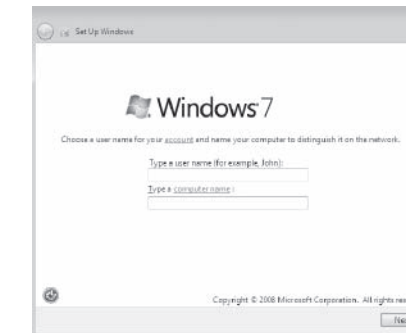 Set Up Windows
Windows 7
Choose a user name for your account and name your computer to distinguish it on the network.
Type a user name (for example, John):
Type a computer name:
Copyright © 2008 Microsoft Corporation. All rights res
Ne